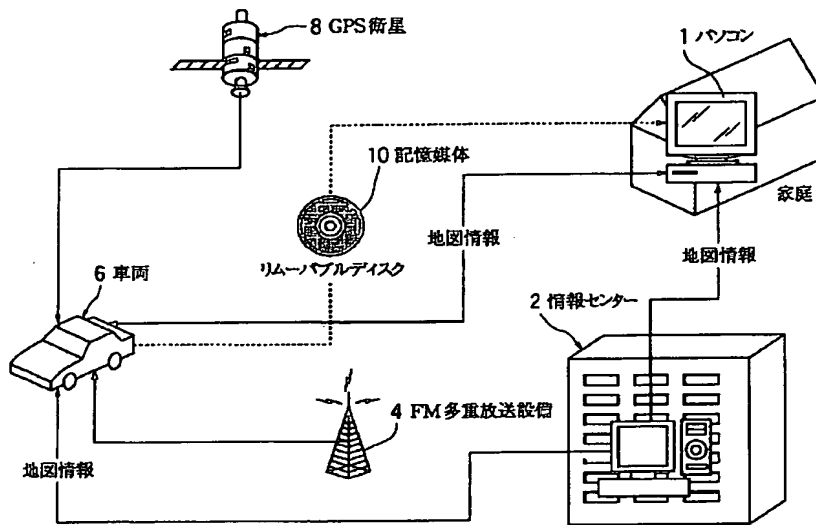 8 GPS衛星
1 パソコン
10 記憶媒体
家庭
地図情報
地図情報
リムーバブルディスク
6 車両
2 情報センター
4 FM多重放送設備
地図情報